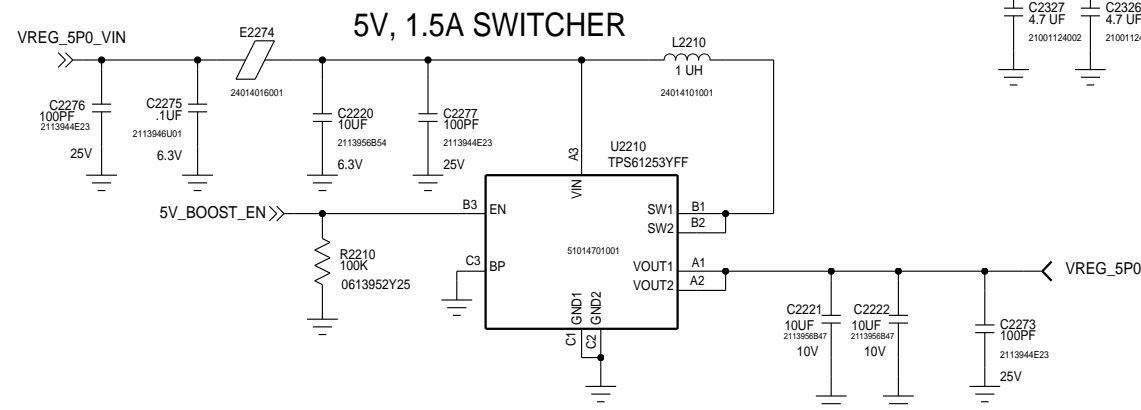 5V, 1.5A SWITCHER
C2327
4.7 UF
21001124002
C2326
4.7 UF
21001124
VREG_5P0_VIN
E2274
24014016001
L2210
1 UH
24014101001
C2276
100PF
2113944E23
25V
C2275
.1UF
2113946U01
6.3V
C2220
10UF
2113956B54
6.3V
C2277
100PF
2113944E23
25V
U2210
TPS61253YFF
A3
VIN
5V_BOOST_EN
B3
EN
SW1
B1
SW2
B2
R2210
100K
0613952Y25
C3
BP
51014701001
VOUT1
A1
VOUT2
A2
VREG_5P0
GND1
GND2
C1
C2
C2221
10UF
2113956B47
10V
C2222
10UF
2113956B47
10V
C2273
100PF
2113944E23
25V